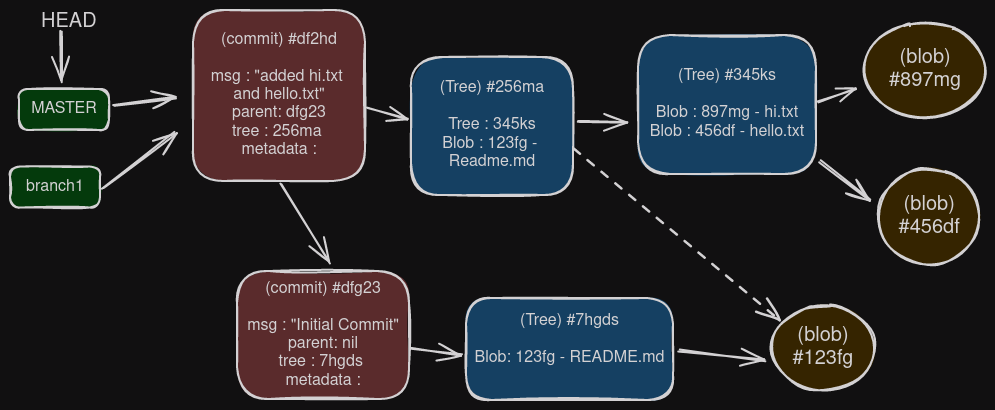 HEAD
MASTER
branch1
(commit) #df2hd
msg : "added hi.txt
and hello.txt"
parent: dfg23
tree : 256ma
metadata :
(Tree) #256ma
Tree : 345ks
Blob : 123fg -
Readme.md
(Tree) #345ks
Blob : 897mg - hi.txt
Blob : 456df - hello.txt
(blob)
#897mg
(blob)
#456df
(commit) #dfg23
msg : "Initial Commit"
parent: nil
tree : 7hgds
metadata :
(Tree) #7hgds
Blob: 123fg - README.md
(blob)
#123fg